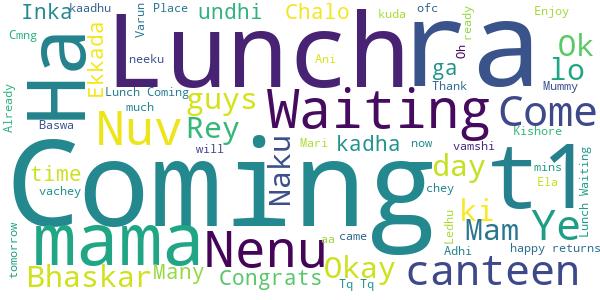 Inka kaadhu Varun Place undhi Chalo kuda ofc ready Enjoy
Ha Ekkada Lunch ra Oh Ok
neeku Ani ga lo
Already Cmng Lunch Coming much guys Waiting Thank Mummy Come
Baswa Nuv Rey kadha now vamshi Kishore
Coming will Naku Mari day t1 mins Lunch Waiting
time vachey chey ki Ela
mama Nenu aa came Ledhu Mam Ye
tomorrow Adhi happy returns
Bhaskar Many Congrats Okay Tq Tq canteen